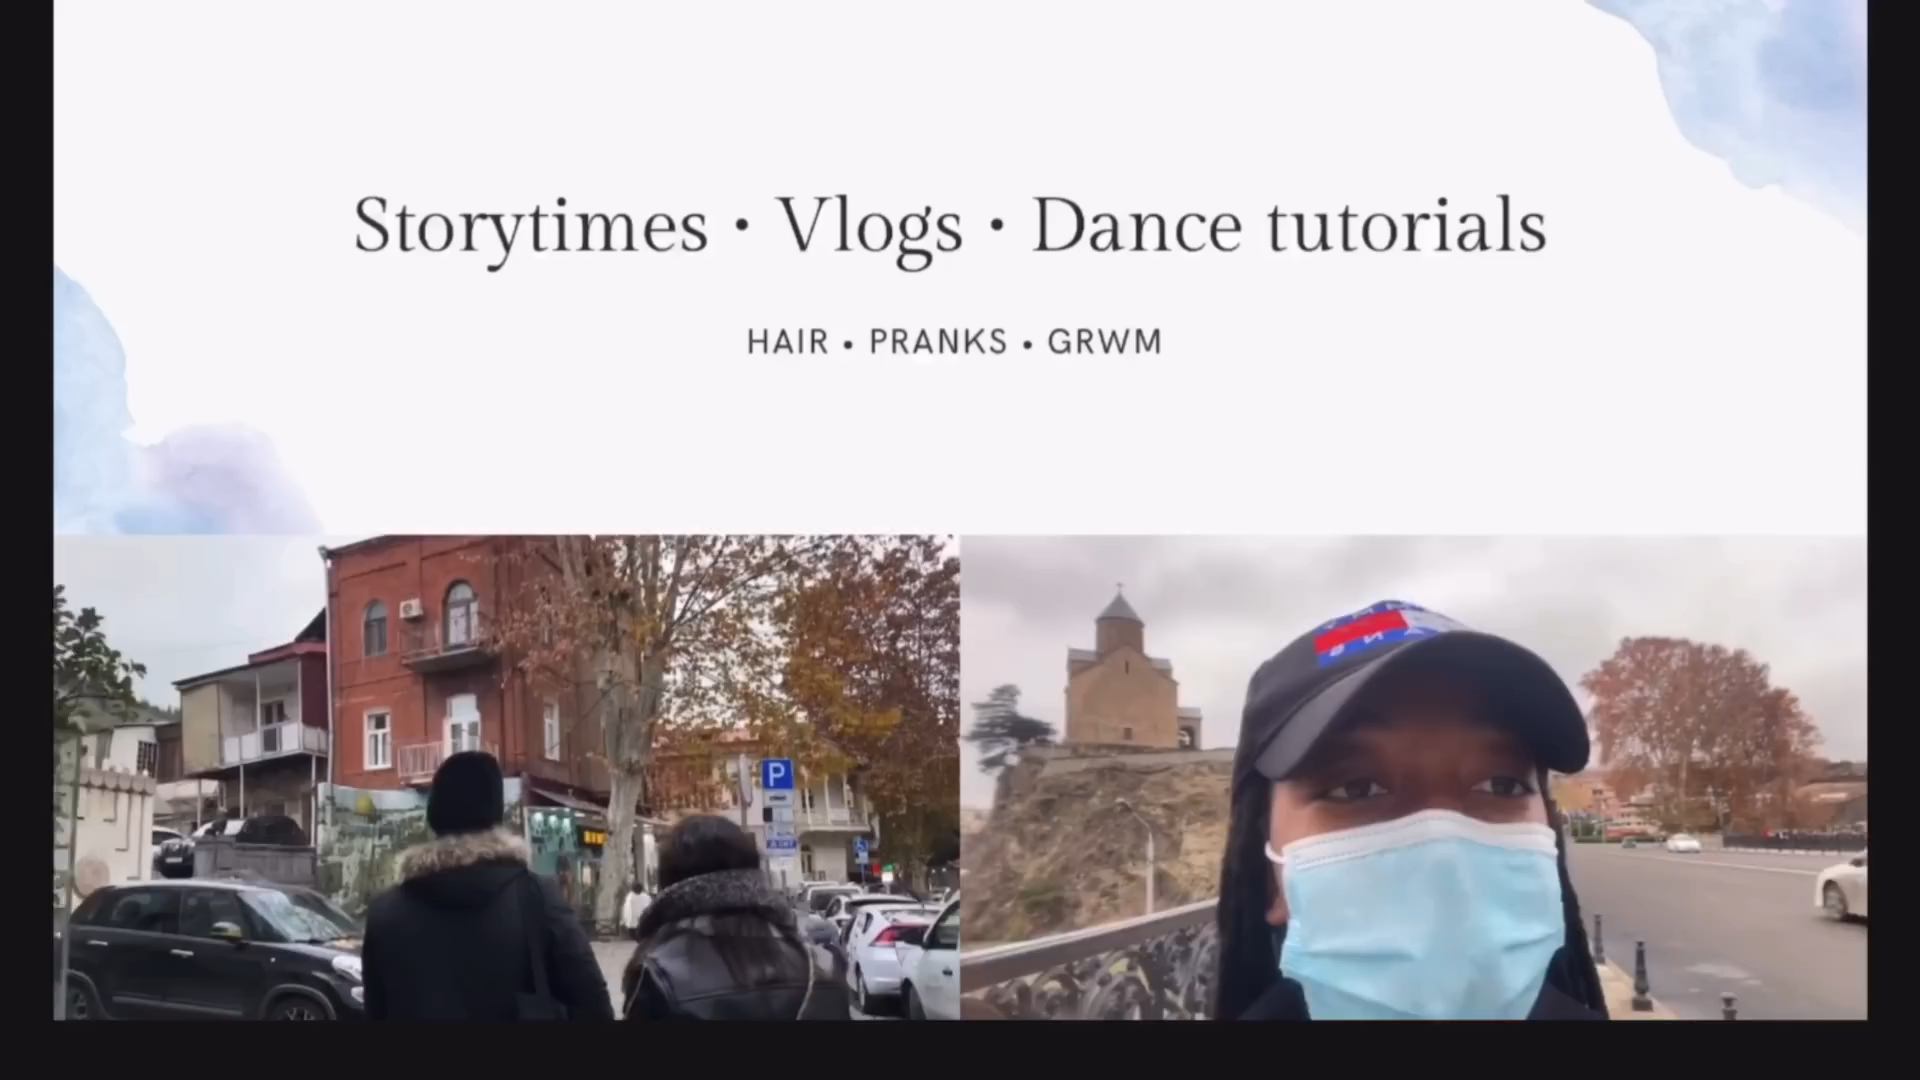 Storytimes • Vlogs • Dance tutorials
HAIR • PRANKS • GRWM
P